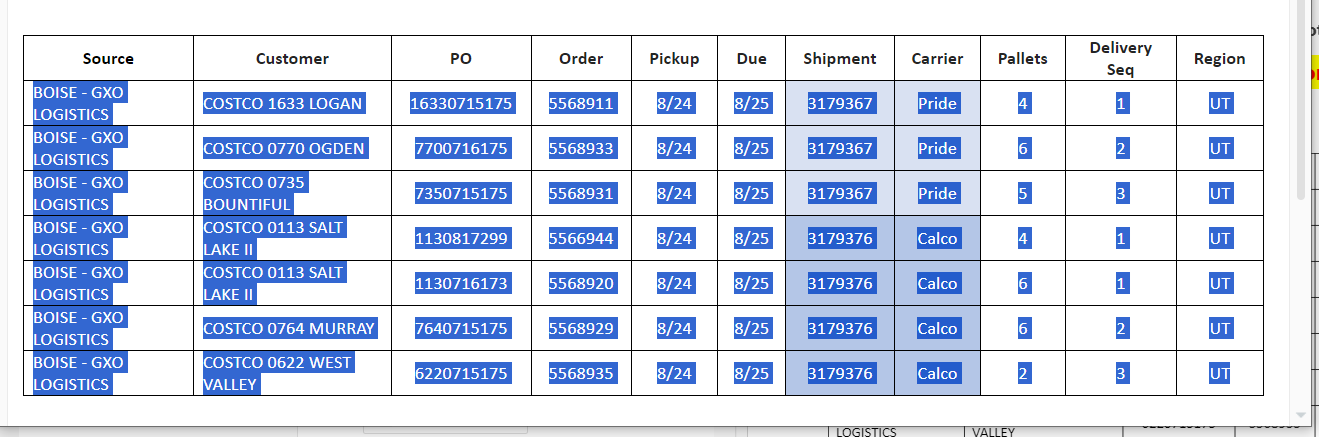 Source Customer PO Order Pickup Due Shipment Carrier Pallets Delivery Seq Region
BOISE - GXO LOGISTICS COSTCO 1633 LOGAN 16330715175 5568911 8/24 8/25 3179367 Pride 4 1 UT
BOISE - GXO LOGISTICS COSTCO 0770 OGDEN 7700716175 5568933 8/24 8/25 3179367 Pride 6 2 UT
BOISE - GXO LOGISTICS COSTCO 0735 BOUNTIFUL 7350715175 5568931 8/24 8/25 3179367 Pride 5 3 UT
BOISE - GXO LOGISTICS COSTCO 0113 SALT LAKE II 1130817299 5566944 8/24 8/25 3179376 Calco 4 1 UT
BOISE - GXO LOGISTICS COSTCO 0113 SALT LAKE II 1130716173 5568920 8/24 8/25 3179376 Calco 6 1 UT
BOISE - GXO LOGISTICS COSTCO 0764 MURRAY 7640715175 5568929 8/24 8/25 3179376 Calco 6 2 UT
BOISE - GXO LOGISTICS COSTCO 0622 WEST VALLEY 6220715175 5568935 8/24 8/25 3179376 Calco 2 3 UT
LOGISTICS VALLEY